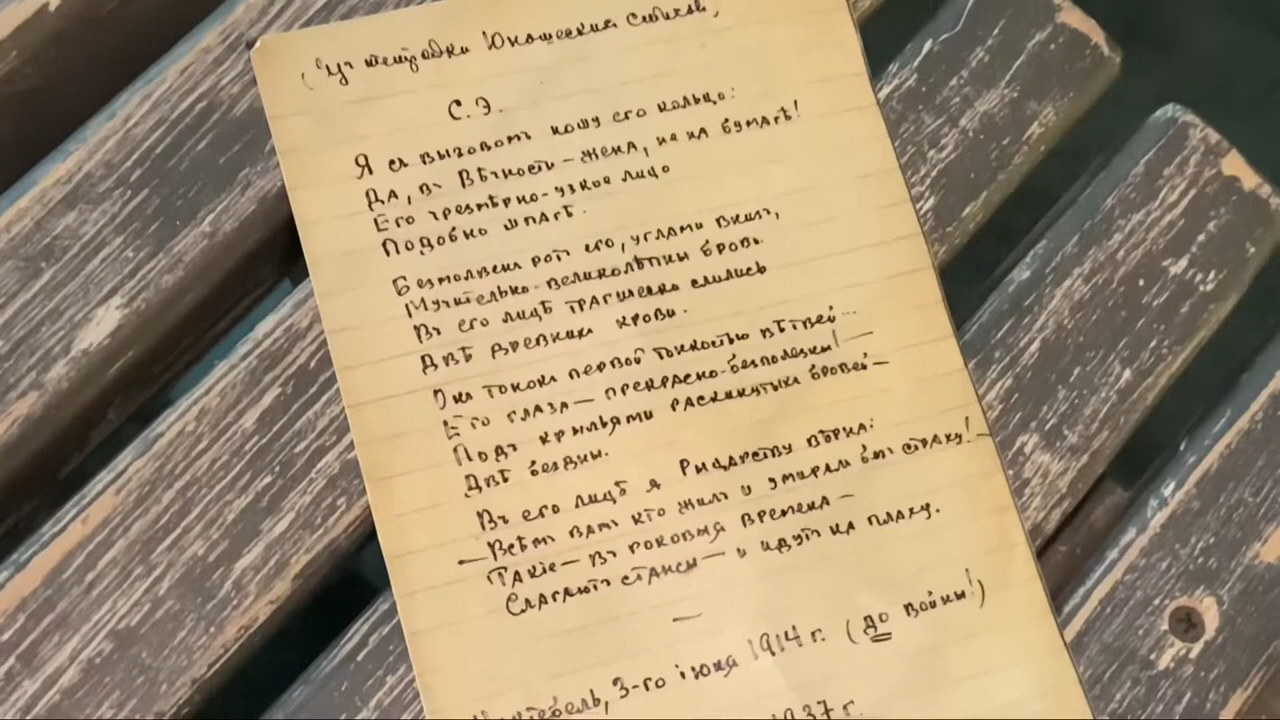 (Изъ тетрадки Юношескихъ Стиховъ,
С. Э.
Я съ вызовомъ ношу его кольцо:
Да, въ Вѣчности — жена, не на бумагѣ!
Его чрезмѣрно-узкое лицо
Подобно шпагѣ.
Безмолвенъ ротъ его, углами внизъ,
Мучительно-великолѣпны брови.
Въ его лицѣ трагически слились
Двѣ древнихъ крови.
Онъ тонокъ первой тонкостью вѣтвей...
Его глаза — прекрасно-безполезны! —
Подъ крыльями раскинутыхъ бровей —
Двѣ бездны.
Въ его лицѣ я Рыцарству вѣрна:
— Всѣмъ вамъ кто жилъ и умиралъ безъ страху! —
Такіе — въ роковыя времена —
Слагаютъ стансы — и идутъ на плаху.
—
Коктебель, 3-го іюня 1914 г. (до войны!)
1937 г.